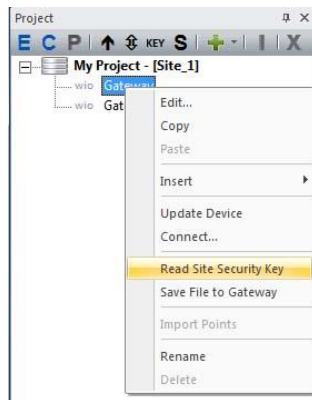 Project
E C P KEY S X
My Project - [Site_1]
wio Gateway
wio Gat
Edit...
Copy
Paste
Insert
Update Device
Connect...
Read Site Security Key
Save File to Gateway
Import Points
Rename
Delete